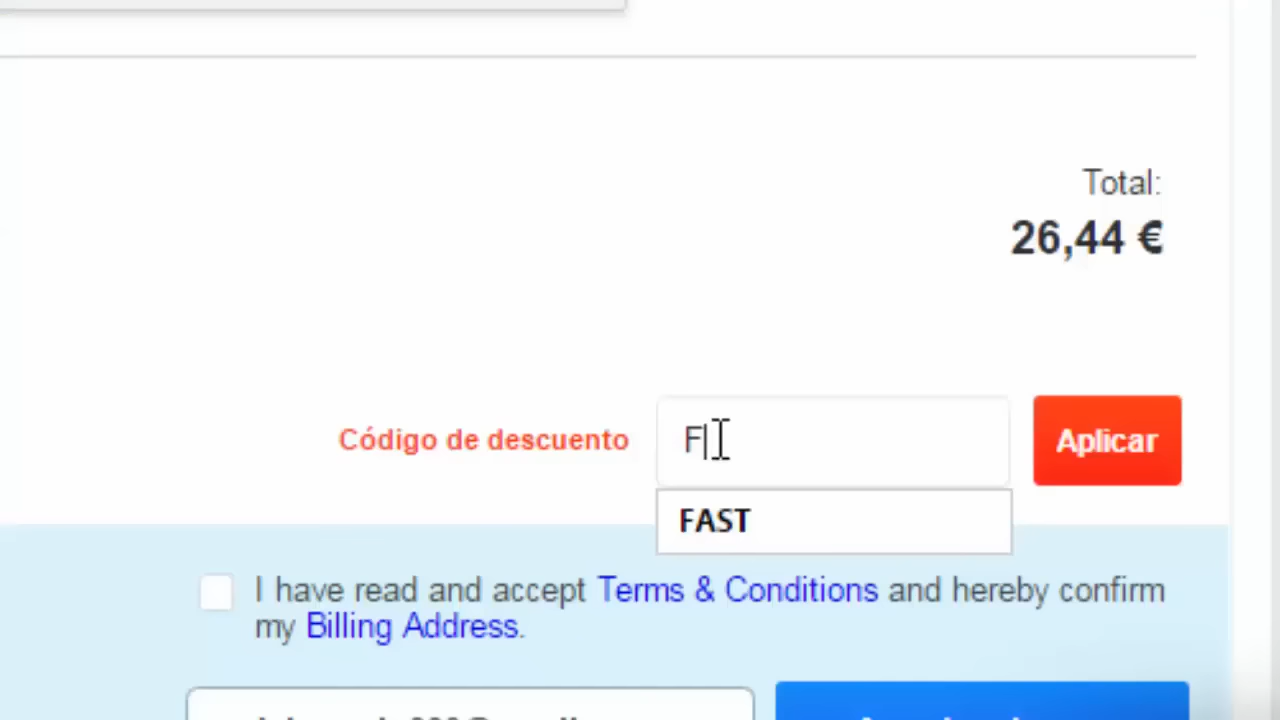 Total:
26,44 €
Código de descuento
F
Aplicar
FAST
I have read and accept Terms & Conditions and hereby confirm
my Billing Address.